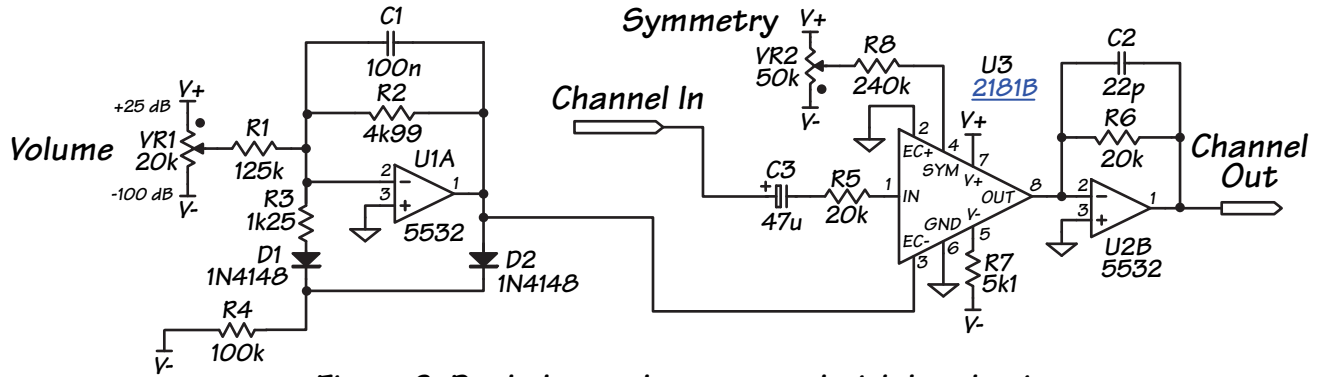 Volume
+25 dB
V+
VR1
20k
-100 dB
V-
R1
125k
C1
100n
R2
4k99
U1A
2
3
1
5532
R3
1k25
D1
1N4148
D2
1N4148
R4
100k
V-
Symmetry
V+
VR2
50k
V-
R8
240k
Channel In
C3
+
47u
R5
20k
U3
2181B
V+
2
4
7
EC+
SYM
V+
1
IN
OUT
8
GND
V-
EC-
3
6
5
R7
5k1
V-
C2
22p
R6
20k
2
3
1
U2B
5532
Channel
Out